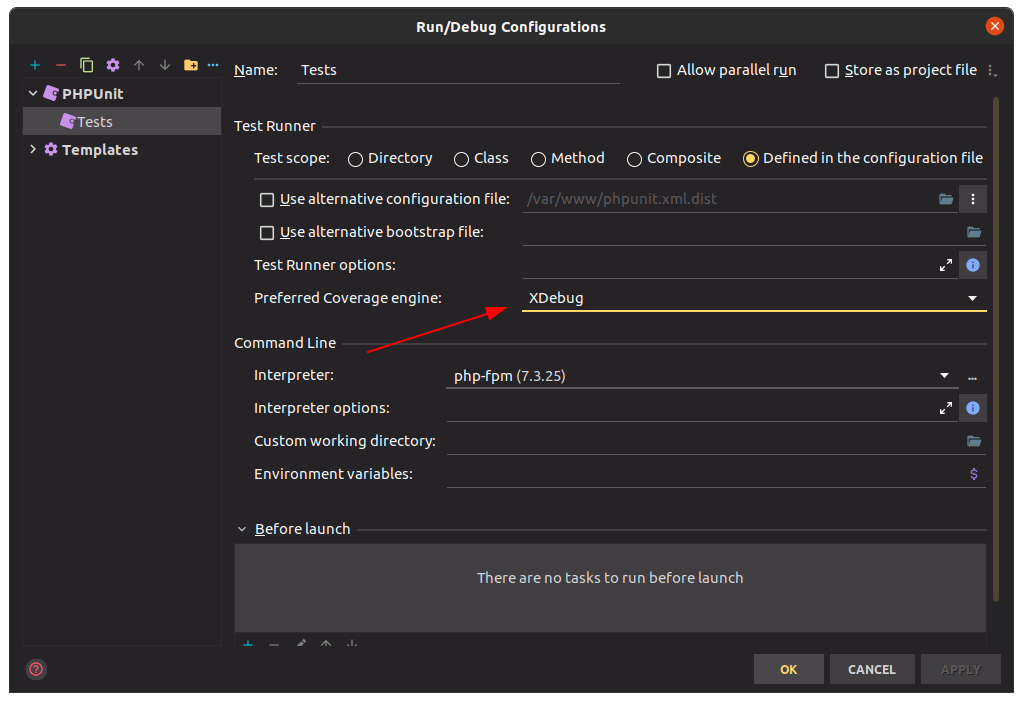 Run/Debug Configurations
Name: Tests
Allow parallel run
Store as project file
PHPUnit
Tests
Templates
Test Runner
Test scope: Directory Class Method Composite Defined in the configuration file
Use alternative configuration file: /var/www/phpunit.xml.dist
Use alternative bootstrap file:
Test Runner options:
Preferred Coverage engine: XDebug
Command Line
Interpreter: php-fpm (7.3.25) ...
Interpreter options:
Custom working directory:
Environment variables: $
Before launch
There are no tasks to run before launch
OK CANCEL APPLY